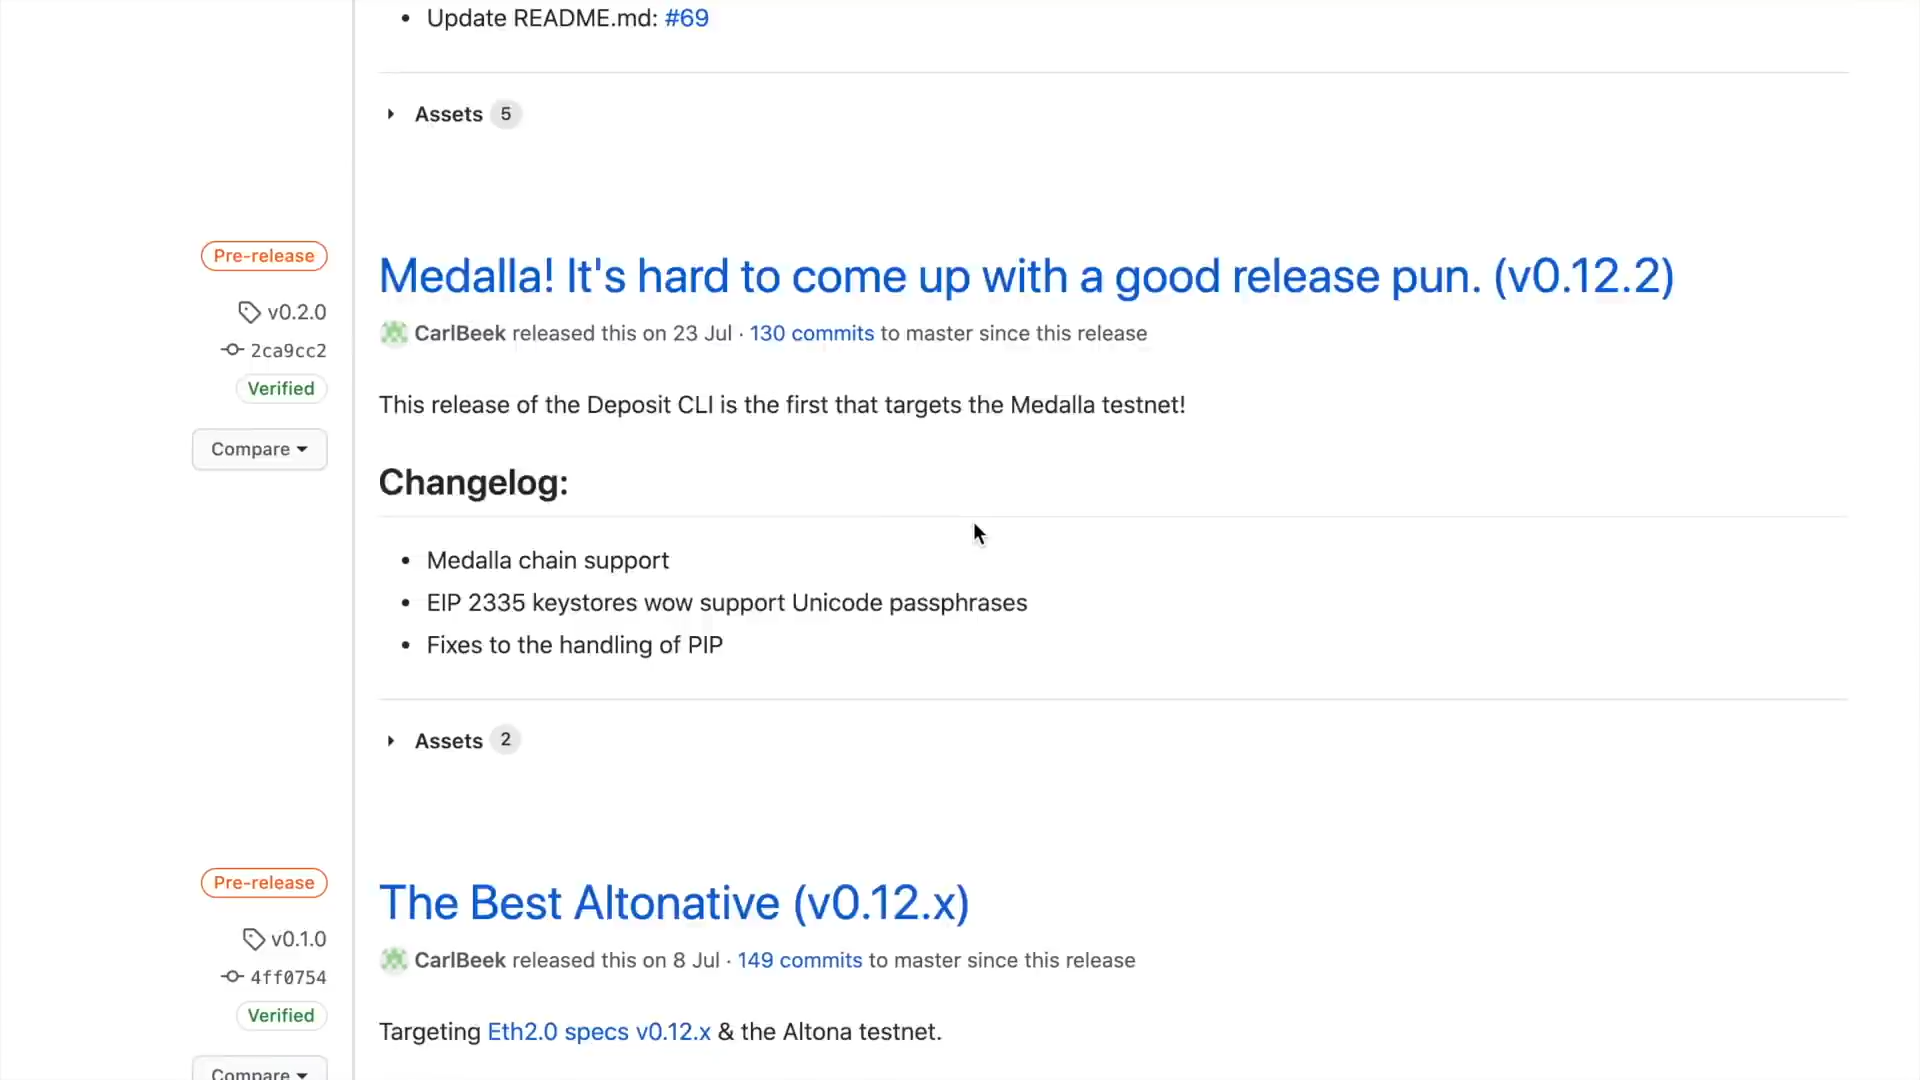 Update README.md: #69
Assets 5
Pre-release
v0.2.0
2ca9cc2
Verified
Compare
Medalla! It's hard to come up with a good release pun. (v0.12.2)
CarlBeek released this on 23 Jul · 130 commits to master since this release
This release of the Deposit CLI is the first that targets the Medalla testnet!
Changelog:
Medalla chain support
EIP 2335 keystores wow support Unicode passphrases
Fixes to the handling of PIP
Assets 2
Pre-release
v0.1.0
4ff0754
Verified
Compare
The Best Altonative (v0.12.x)
CarlBeek released this on 8 Jul · 149 commits to master since this release
Targeting Eth2.0 specs v0.12.x & the Altona testnet.